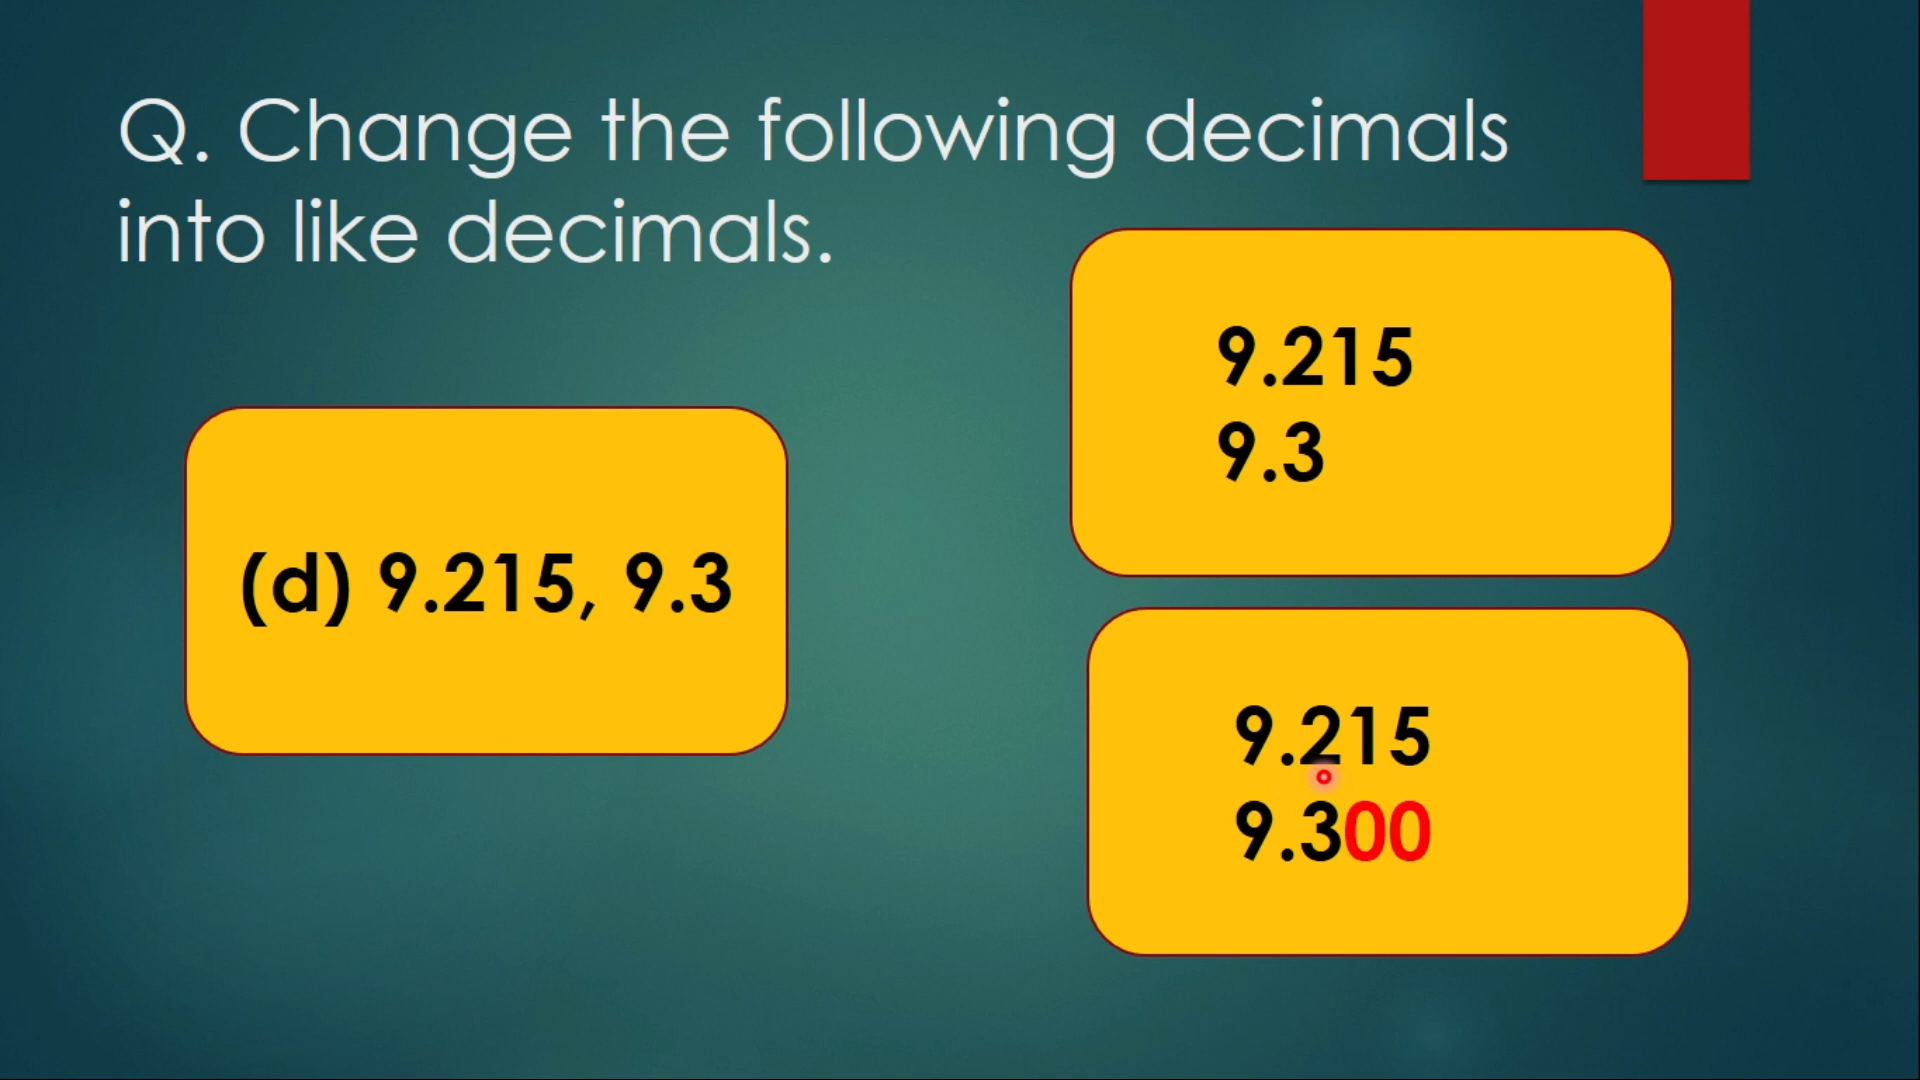 Q. Change the following decimals
into like decimals.
(d) 9.215, 9.3
9.215
9.3
9.215
9.300